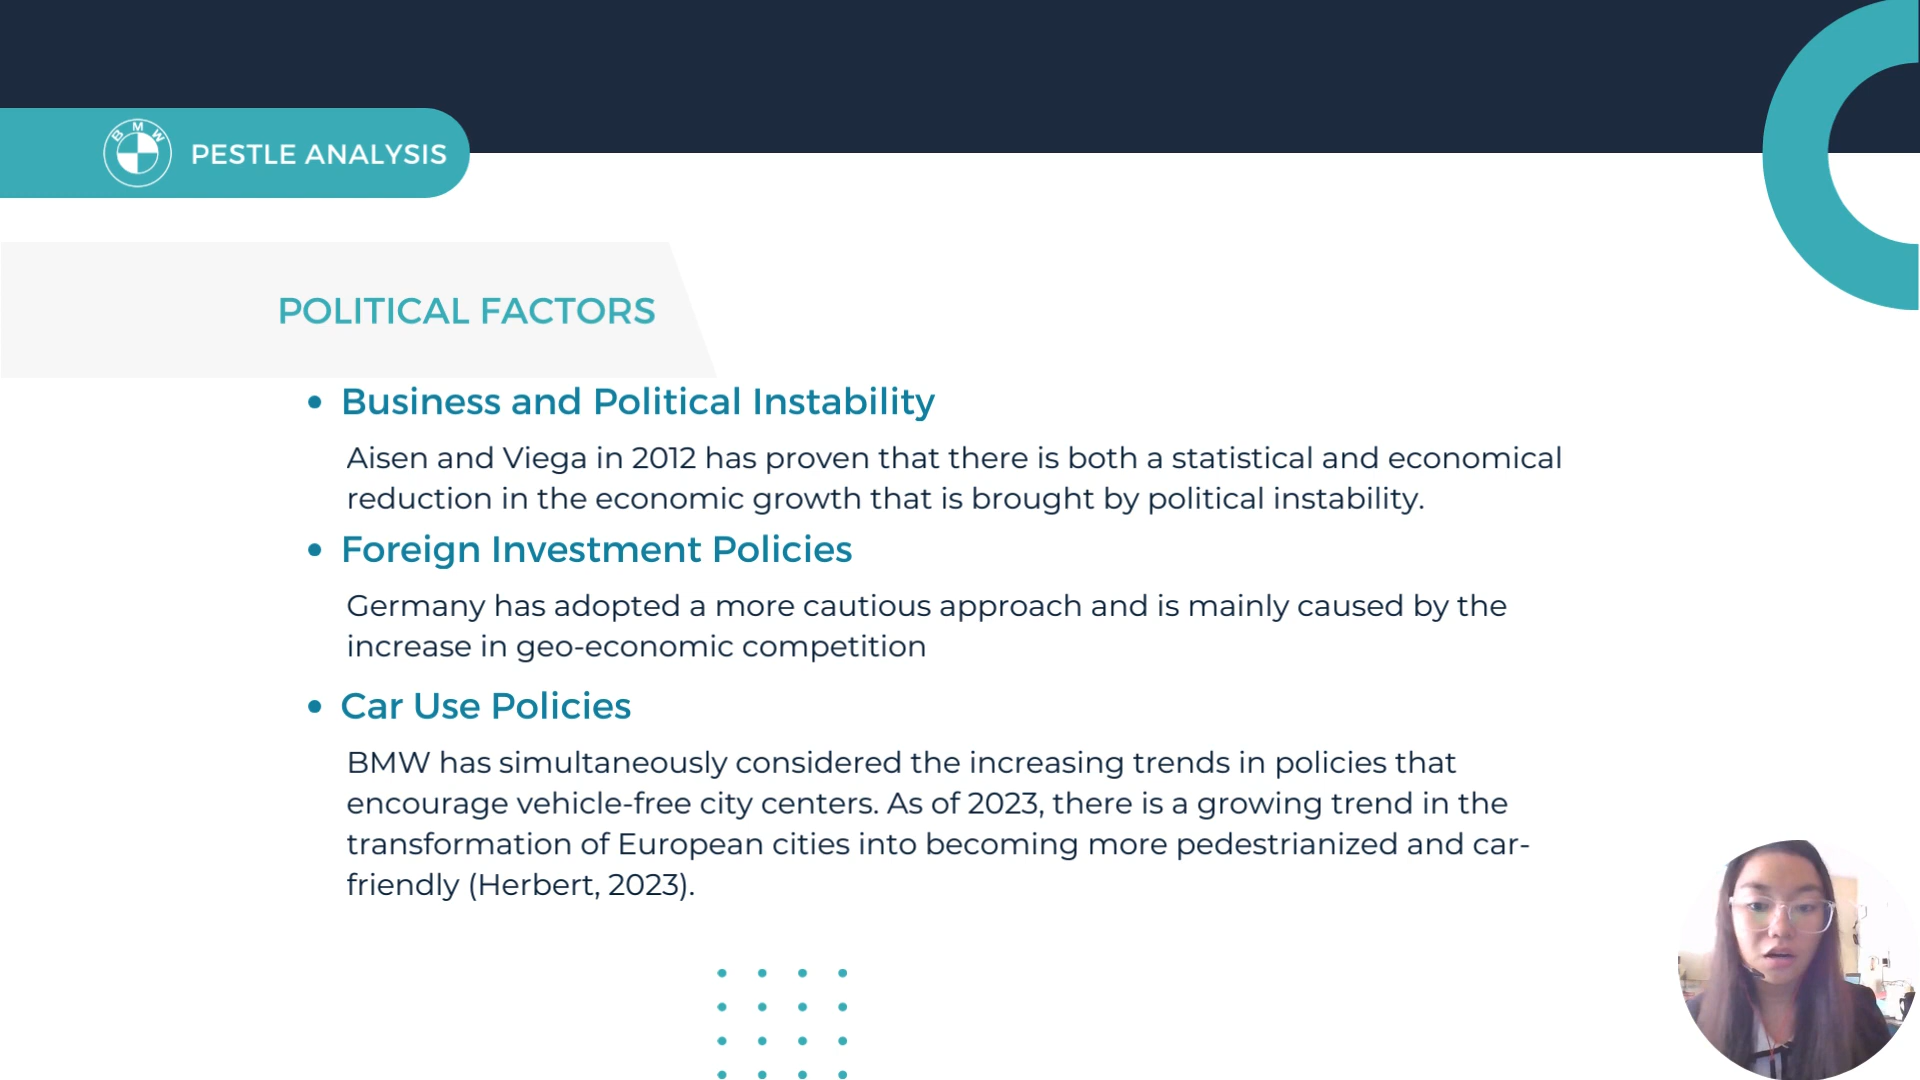 BMW
PESTLE ANALYSIS
POLITICAL FACTORS
• Business and Political Instability
Aisen and Viega in 2012 has proven that there is both a statistical and economical
reduction in the economic growth that is brought by political instability.
• Foreign Investment Policies
Germany has adopted a more cautious approach and is mainly caused by the
increase in geo-economic competition
• Car Use Policies
BMW has simultaneously considered the increasing trends in policies that
encourage vehicle-free city centers. As of 2023, there is a growing trend in the
transformation of European cities into becoming more pedestrianized and car-
friendly (Herbert, 2023).